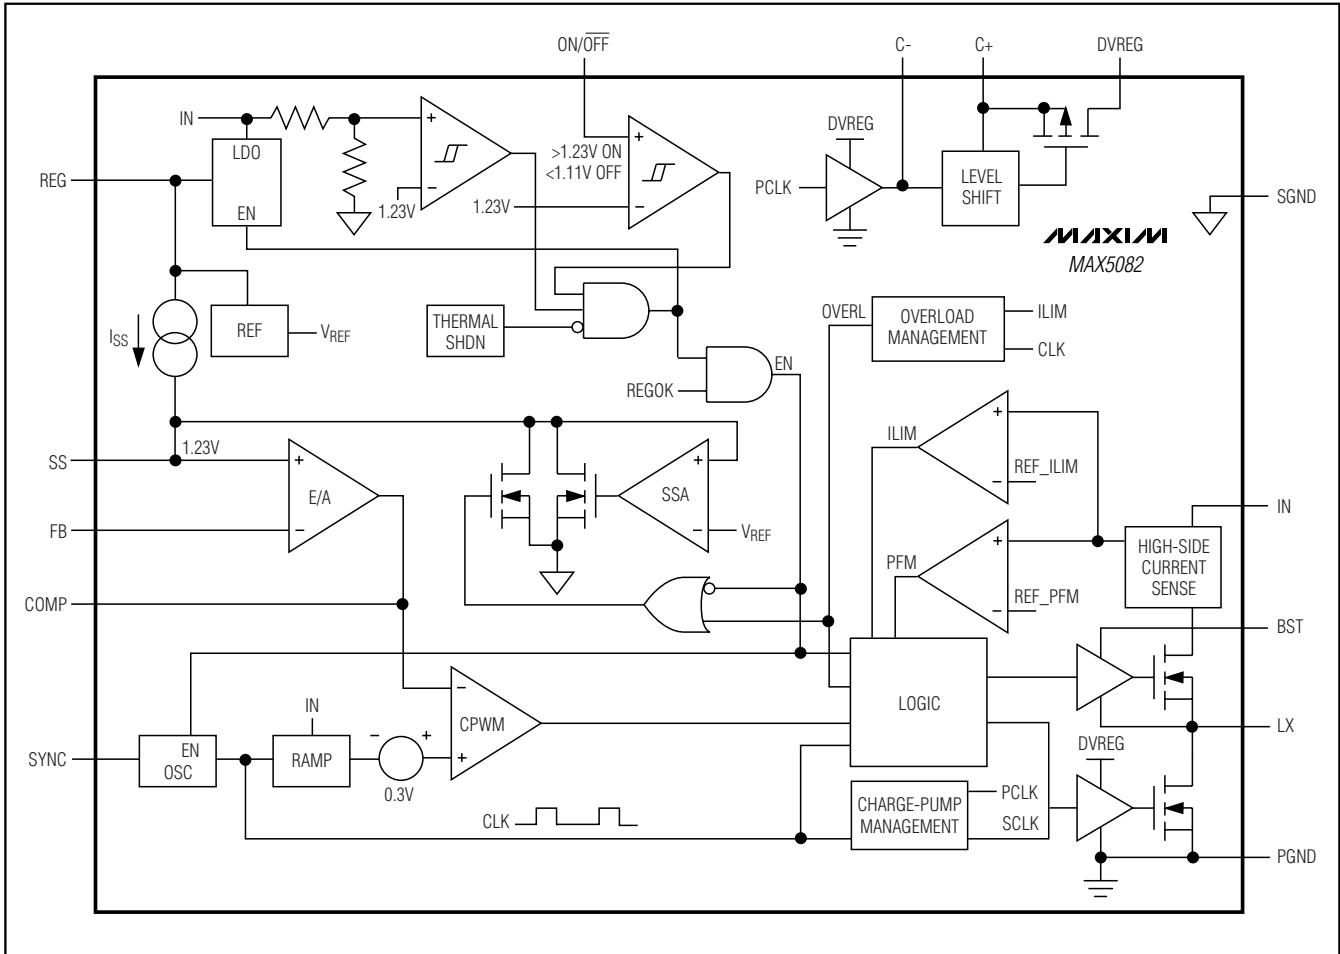 ON/OFF
C-
C+
DVREG
IN
LDO
EN
+
−
1.23V
>1.23V ON
<1.11V OFF
1.23V
+
−
DVREG
PCLK
LEVEL
SHIFT
REG
SGND
MAXIM
MAX5082
ISS
REF
VREF
THERMAL
SHDN
OVERL
OVERLOAD
MANAGEMENT
ILIM
CLK
REGOK
EN
1.23V
SS
FB
+
E/A
−
+
SSA
−
VREF
ILIM
+
REF_ILIM
−
PFM
+
REF_PFM
−
HIGH-SIDE
CURRENT
SENSE
IN
COMP
BST
LX
LOGIC
−
CPWM
+
IN
SYNC
EN
OSC
RAMP
−
+
0.3V
CLK
CHARGE-PUMP
MANAGEMENT
PCLK
SCLK
DVREG
PGND